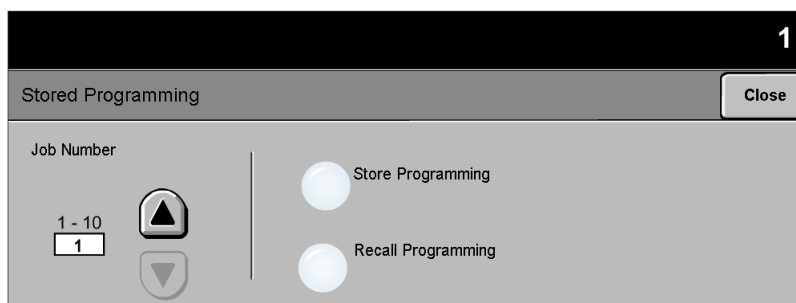 1
Stored Programming
Close
Job Number
Store Programming
1 - 10
1
Recall Programming